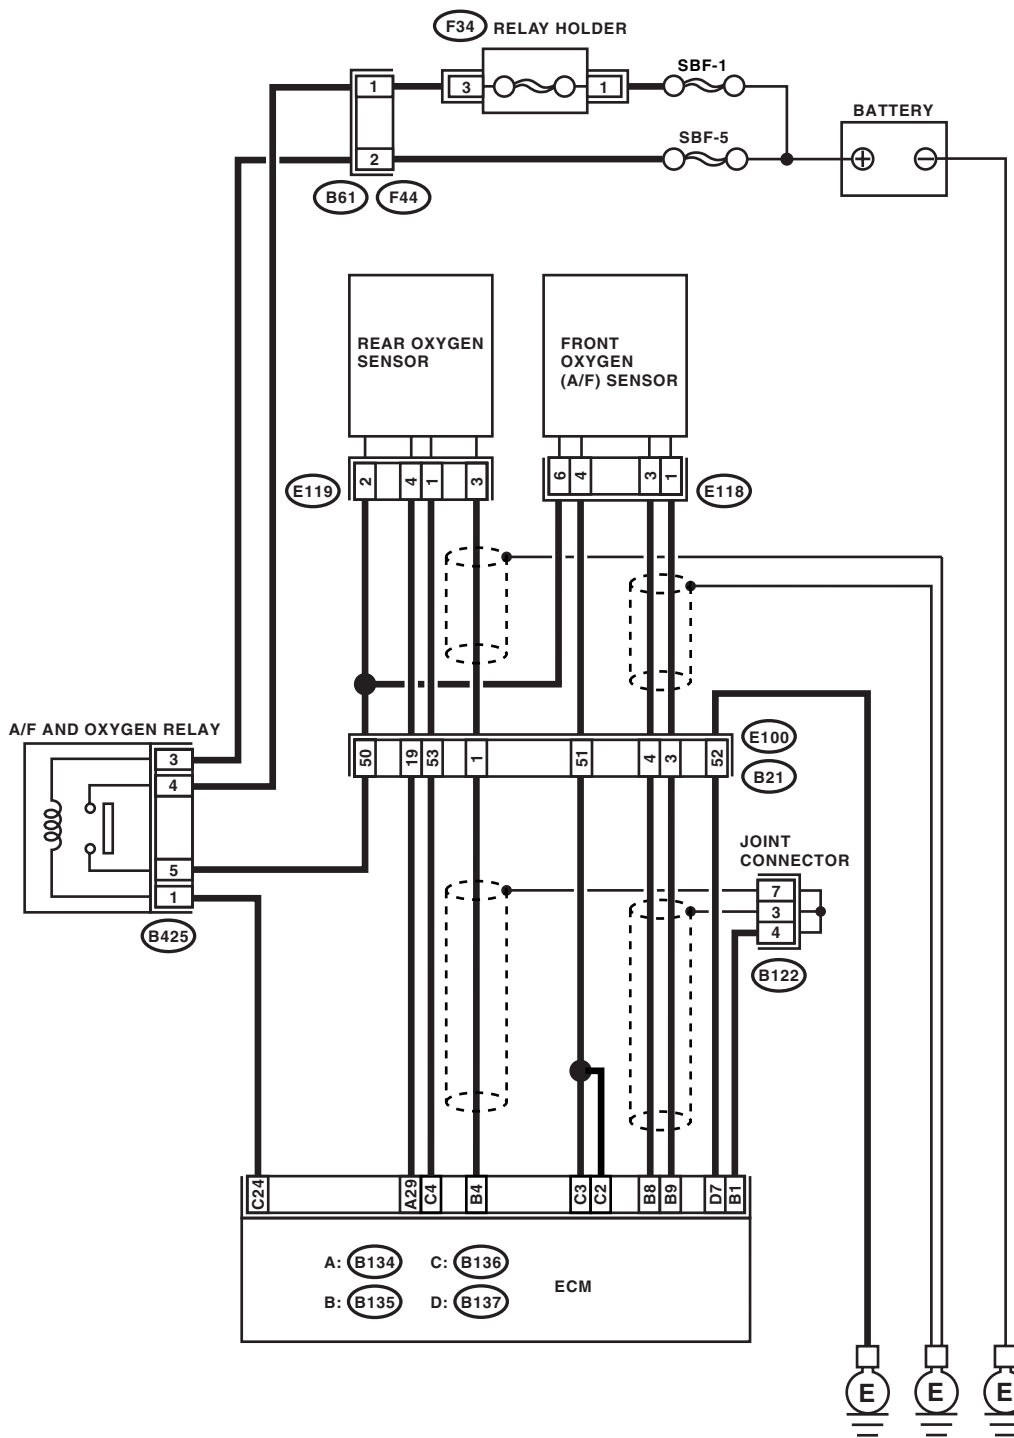 F34 RELAY HOLDER
SBF-1
1
3
1
BATTERY
SBF-5
2
+ −
B61 F44
REAR OXYGEN
SENSOR
FRONT
OXYGEN
(A/F) SENSOR
E119
2 4 1 3
6 4 3 1
E118
A/F AND OXYGEN RELAY
3
4
5
1
B425
50 19 53 1 51 4 3 52
E100
B21
JOINT
CONNECTOR
7
3
4
B122
C24 A29 C4 B4 C3 C2 B8 B9 D7 B1
A: B134 C: B136
B: B135 D: B137
ECM
E E E